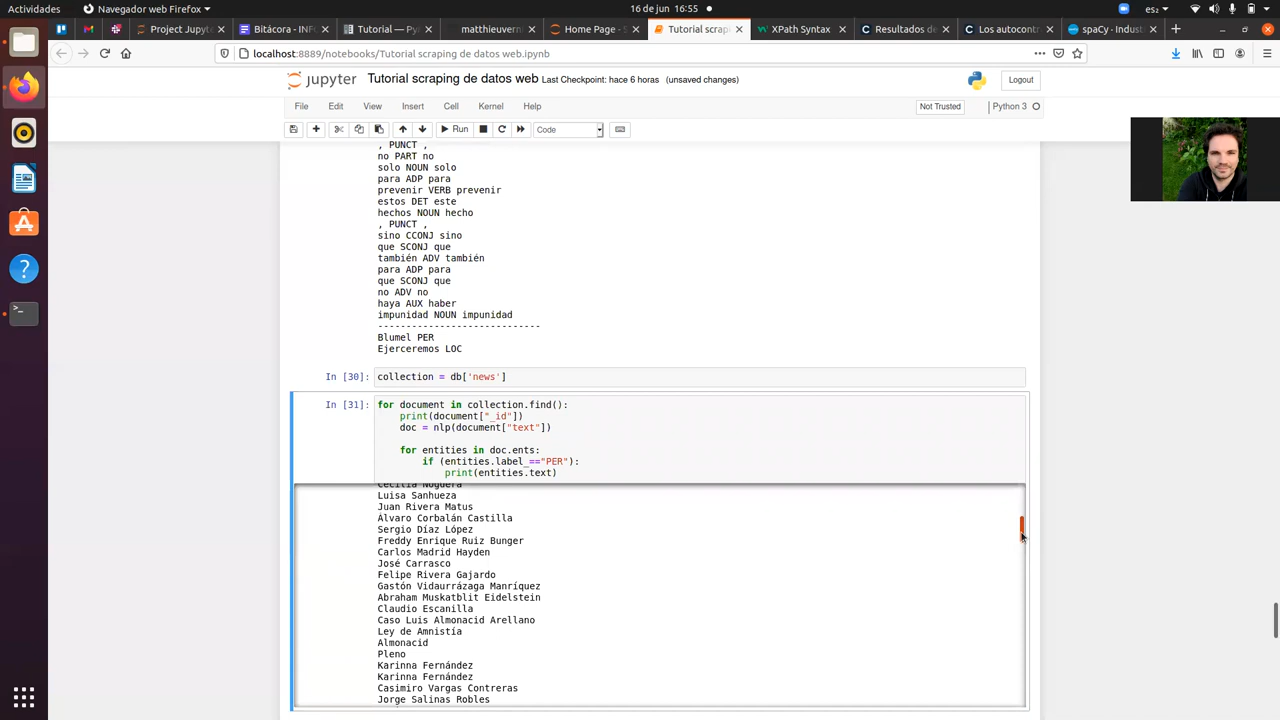 Actividades
Navegador web Firefox
16 de jun 16:55
es₂
Project Jupyte
Bitácora - INFO
Tutorial — Py
matthieuvernie
Home Page - S
Tutorial scrap
XPath Syntax
Resultados de
Los autocontro
spaCy · Indust
localhost:8889/notebooks/Tutorial scraping de datos web.ipynb
jupyter Tutorial scraping de datos web Last Checkpoint: hace 6 horas (unsaved changes)
Logout
File Edit View Insert Cell Kernel Help
Not Trusted
Python 3
Run
Code
, PUNCT ,
no PART no
solo NOUN solo
para ADP para
prevenir VERB prevenir
estos DET este
hechos NOUN hecho
, PUNCT ,
sino CCONJ sino
que SCONJ que
también ADV también
para ADP para
que SCONJ que
no ADV no
haya AUX haber
impunidad NOUN impunidad
-----------------------------
Blumel PER
Ejerceremos LOC
In [30]: collection = db['news']
In [31]: for document in collection.find():
print(document["_id"])
doc = nlp(document["text"])
for entities in doc.ents:
if (entities.label_=="PER"):
print(entities.text)
Cecilia Noguera
Luisa Sanhueza
Juan Rivera Matus
Álvaro Corbalán Castilla
Sergio Díaz López
Freddy Enrique Ruiz Bunger
Carlos Madrid Hayden
José Carrasco
Felipe Rivera Gajardo
Gastón Vidaurrázaga Manríquez
Abraham Muskatblit Eidelstein
Claudio Escanilla
Caso Luis Almonacid Arellano
Ley de Amnistía
Almonacid
Pleno
Karinna Fernández
Karinna Fernández
Casimiro Vargas Contreras
Jorge Salinas Robles